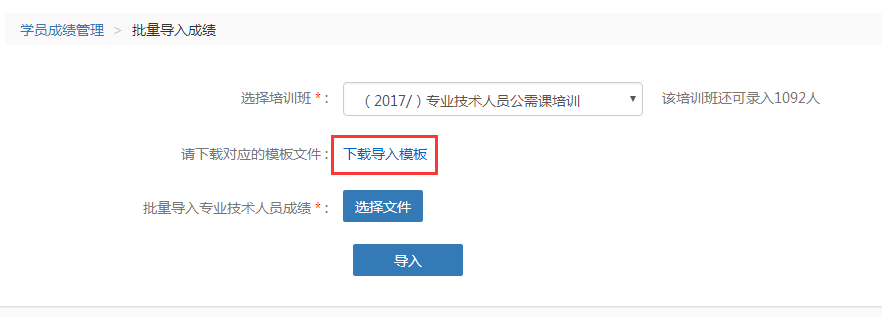 学员成绩管理 > 批量导入成绩
选择培训班 * : （2017/）专业技术人员公需课培训 ▼ 该培训班还可录入1092人
请下载对应的模板文件 : 下载导入模板
批量导入专业技术人员成绩 * : 选择文件
导入